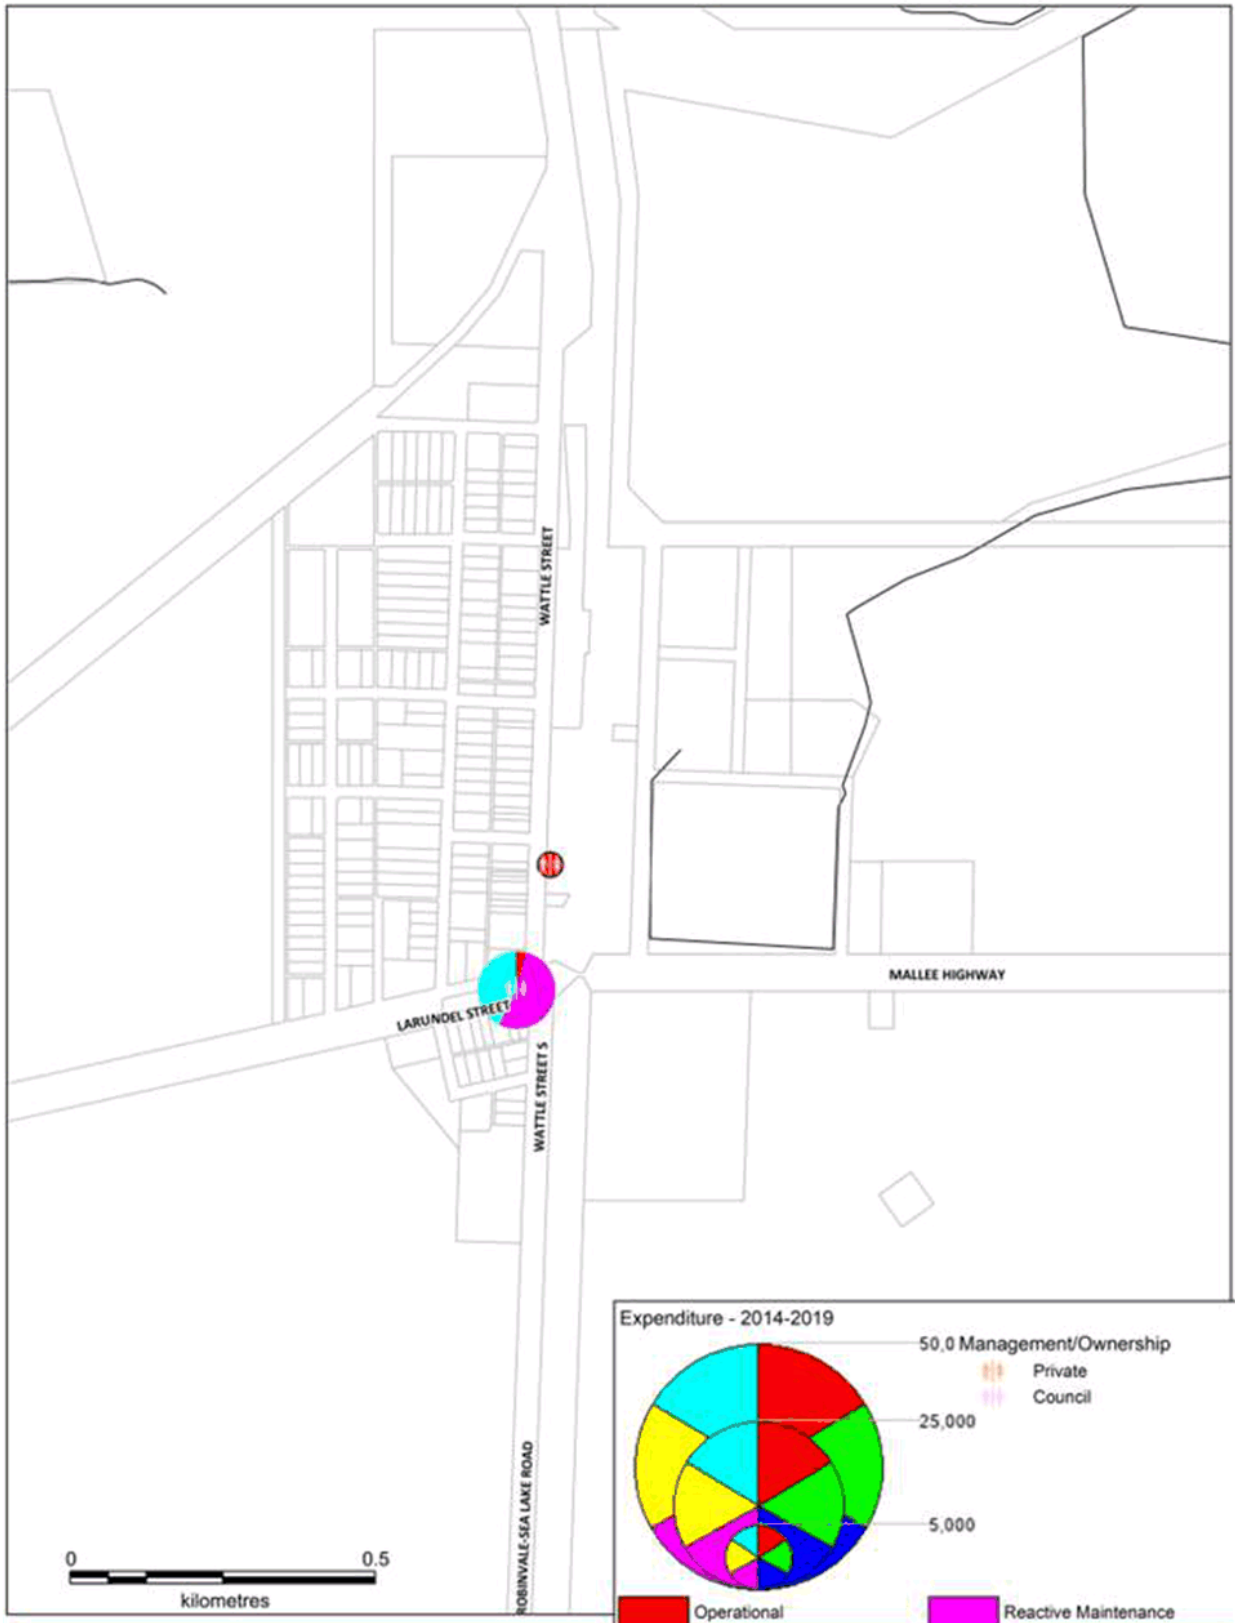 WATTLE STREET
MALLEE HIGHWAY
LARUNDEL STREET
WATTLE STREET S
ROBINVALE-SEA LAKE ROAD
Expenditure - 2014-2019
50,0 Management/Ownership
Private
Council
25,000
5,000
0 0.5
kilometres
Operational Reactive Maintenance